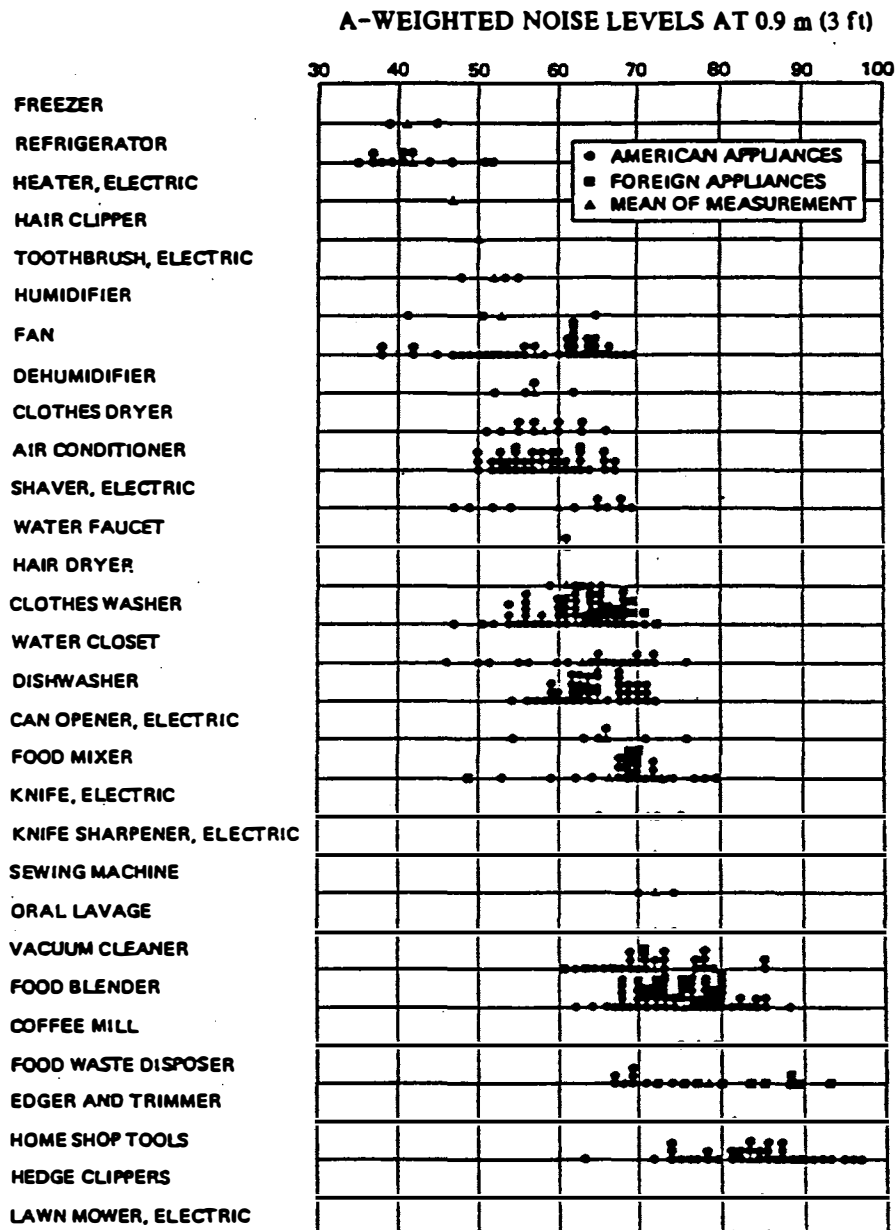 A-WEIGHTED NOISE LEVELS AT 0.9 m (3 ft)
30 40 50 60 70 80 90 100
FREEZER
REFRIGERATOR
HEATER, ELECTRIC
HAIR CLIPPER
TOOTHBRUSH, ELECTRIC
HUMIDIFIER
FAN
DEHUMIDIFIER
CLOTHES DRYER
AIR CONDITIONER
SHAVER, ELECTRIC
WATER FAUCET
HAIR DRYER
CLOTHES WASHER
WATER CLOSET
DISHWASHER
CAN OPENER, ELECTRIC
FOOD MIXER
KNIFE, ELECTRIC
KNIFE SHARPENER, ELECTRIC
SEWING MACHINE
ORAL LAVAGE
VACUUM CLEANER
FOOD BLENDER
COFFEE MILL
FOOD WASTE DISPOSER
EDGER AND TRIMMER
HOME SHOP TOOLS
HEDGE CLIPPERS
LAWN MOWER, ELECTRIC
● AMERICAN APPLIANCES
■ FOREIGN APPLIANCES
▲ MEAN OF MEASUREMENT